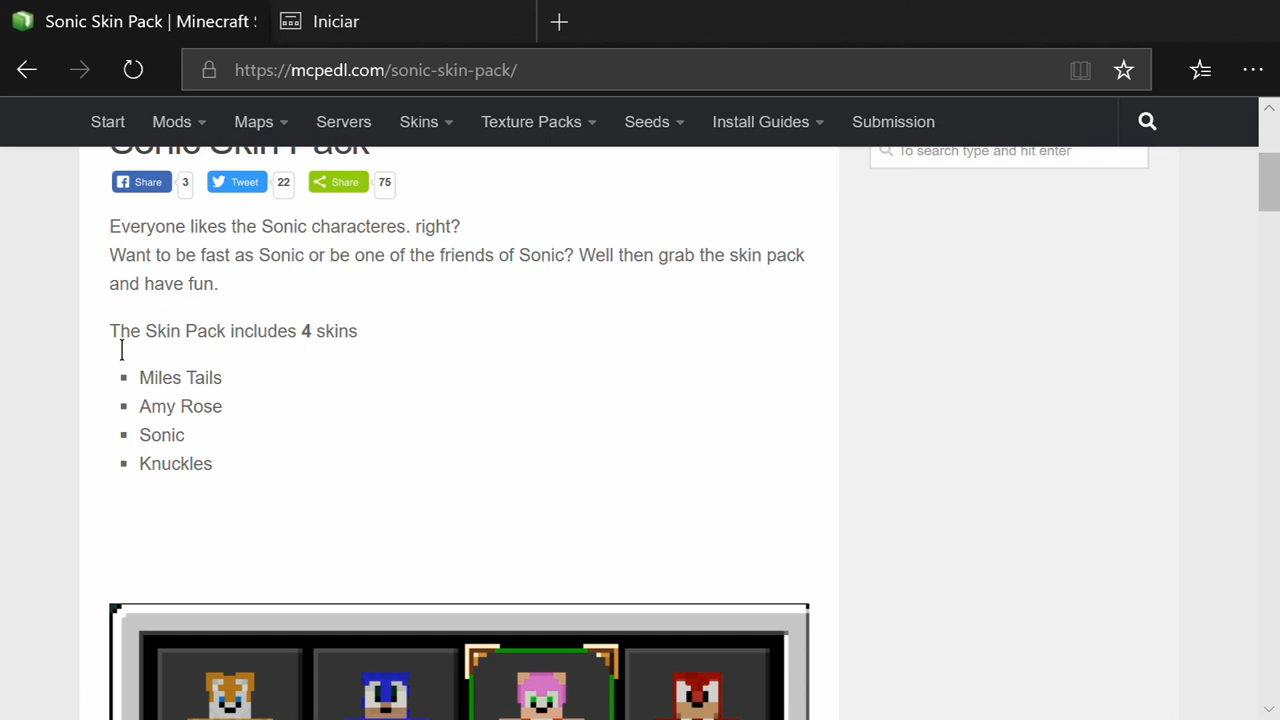 Sonic Skin Pack | Minecraft S
Iniciar
https://mcpedl.com/sonic-skin-pack/
Start Mods Maps Servers Skins Texture Packs Seeds Install Guides Submission
Sonic Skin Pack
To search type and hit enter
Share 3 Tweet 22 Share 75
Everyone likes the Sonic characteres. right?
Want to be fast as Sonic or be one of the friends of Sonic? Well then grab the skin pack
and have fun.
The Skin Pack includes 4 skins
Miles Tails
Amy Rose
Sonic
Knuckles